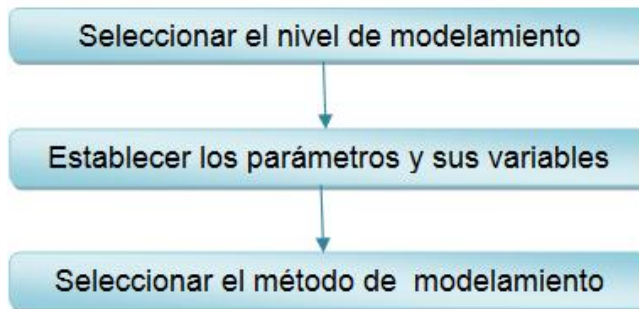 Seleccionar el nivel de modelamiento
Establecer los parámetros y sus variables
Seleccionar el método de modelamiento